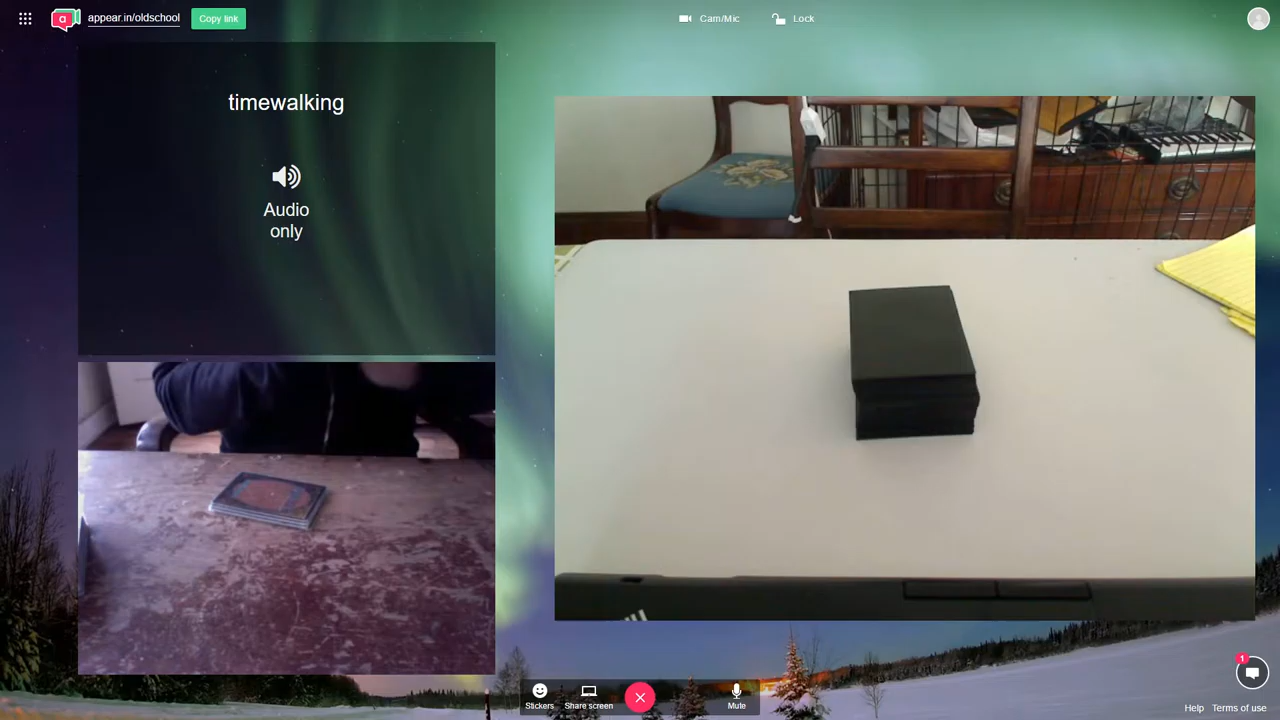 a
appear.in/oldschool
Copy link
Cam/Mic
Lock
timewalking
Audio
only
1
Stickers
Share screen
Mute
Help
Terms of use